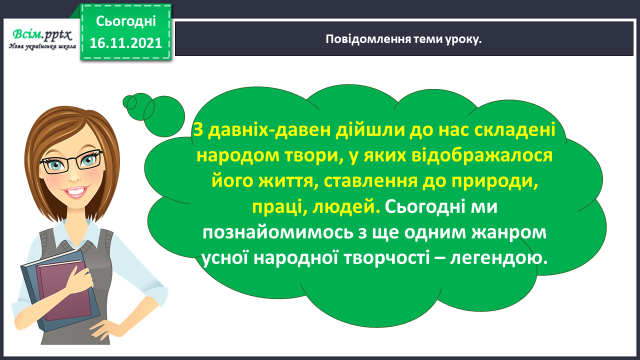 Всім.pptx
Нова українська школа
Сьогодні
16.11.2021
Повідомлення теми уроку.
З давніх-давен дійшли до нас складені
народом твори, у яких відображалося
його життя, ставлення до природи,
праці, людей. Сьогодні ми
познайомимось з ще одним жанром
усної народної творчості – легендою.